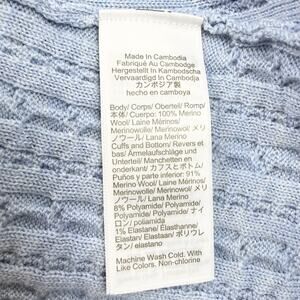 Made In Cambodia
Fabriqué Au Cambodge
Hergestellt In Kambodscha
Vervaardigd In Cambodja
カンボジア製
hecho en camboya
Body/ Corps/ Oberteil/ Romp/
本体/ Cuerpo: 100% Merino
Wool/ Laine Mérinos/
Merinowolle/ Merinowol/ メリ
ノウール/ Lana Merino
Cuffs and Bottom/ Revers et
bas/ Ärmelaufschläge und
Unterteil/ Manchetten en
onderkant/ カフスとボトム/
Puños y parte inferior: 91%
Merino Wool/ Laine Mérinos/
Merinowolle/ Merinowol/ メリ
ノウール/ Lana Merino
8% Polyamide/ Polyamide/
Polyamid/ Polyamide/ ナイ
ロン/ poliamida
1% Elastane/ Élasthanne/
Elastan/ Elastaan/ ポリウレ
タン/ elastano
Machine Wash Cold. With
Like Colors. Non-chlorine